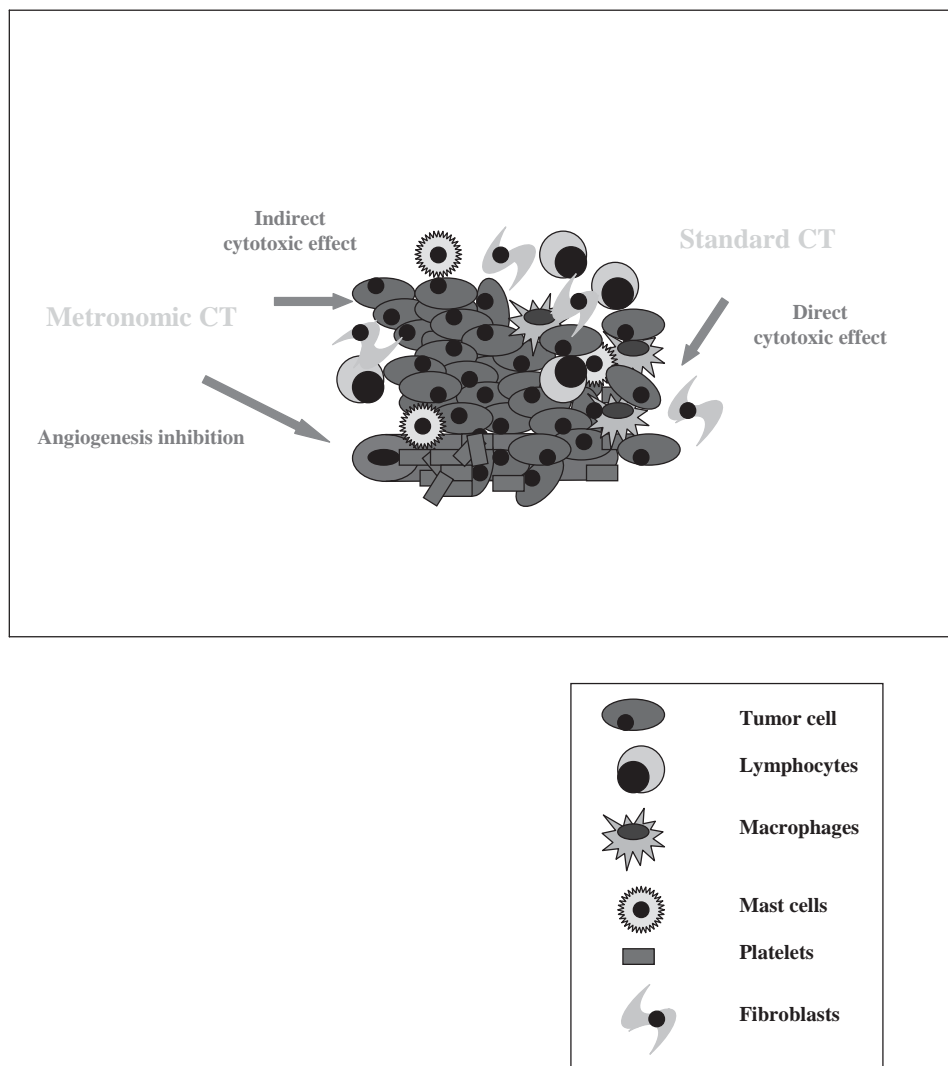 Indirect
cytotoxic effect
Standard CT
Metronomic CT
Direct
cytotoxic effect
Angiogenesis inhibition
Tumor cell
Lymphocytes
Macrophages
Mast cells
Platelets
Fibroblasts